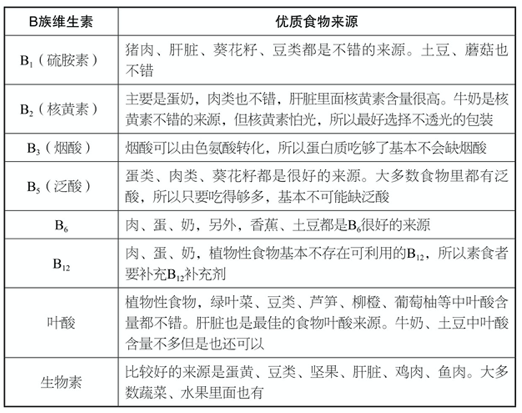 B族维生素 优质食物来源
B₁（硫胺素） 猪肉、肝脏、葵花籽、豆类都是不错的来源。土豆、蘑菇也
不错
B₂（核黄素） 主要是蛋奶，肉类也不错，肝脏里面核黄素含量很高。牛奶是核
黄素不错的来源，但核黄素怕光，所以最好选择不透光的包装
B₃（烟酸） 烟酸可以由色氨酸转化，所以蛋白质吃够了基本不会缺烟酸
B₅（泛酸） 蛋类、肉类、葵花籽都是很好的来源。大多数食物里都有泛
酸，所以只要吃得够多，基本不可能缺泛酸
B₆ 肉、蛋、奶，另外，香蕉、土豆都是B₆很好的来源
B₁₂ 肉、蛋、奶，植物性食物基本不存在可利用的B₁₂，所以素食者
要补充B₁₂补充剂
叶酸 植物性食物，绿叶菜、豆类、芦笋、柳橙、葡萄柚等中叶酸含
量都不错。肝脏也是最佳的食物叶酸来源。牛奶、土豆中叶酸
含量不多但是也还可以
生物素 比较好的来源是蛋黄、豆类、坚果、肝脏、鸡肉、鱼肉。大多
数蔬菜、水果里面也有